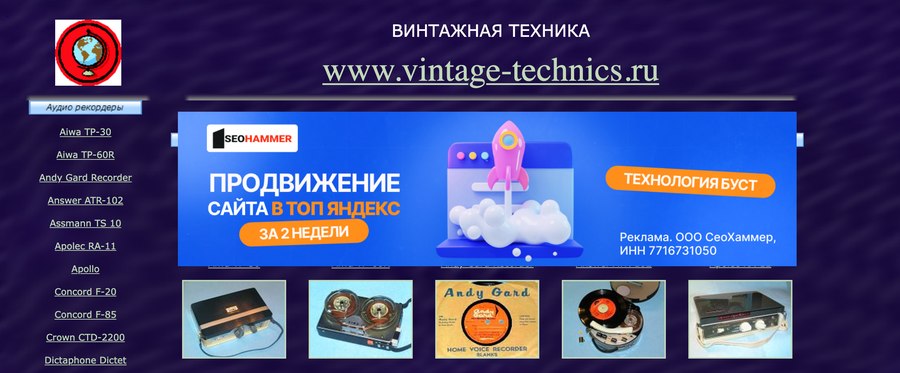 ВИНТАЖНАЯ ТЕХНИКА
www.vintage-technics.ru
Аудио рекордеры
Aiwa TP-30
Aiwa TP-60R
Andy Gard Recorder
Answer ATR-102
Assmann TS 10
Apolec RA-11
Apollo
Concord F-20
Concord F-85
Crown CTD-2200
Dictaphone Dictet
SEOHAMMER
ПРОДВИЖЕНИЕ
САЙТА В ТОП ЯНДЕКС
ЗА 2 НЕДЕЛИ
ТЕХНОЛОГИЯ БУСТ
Реклама. ООО СеоХаммер,
ИНН 7716731050
Andy Gard
HOME VOICE RECORDER
BLANKS